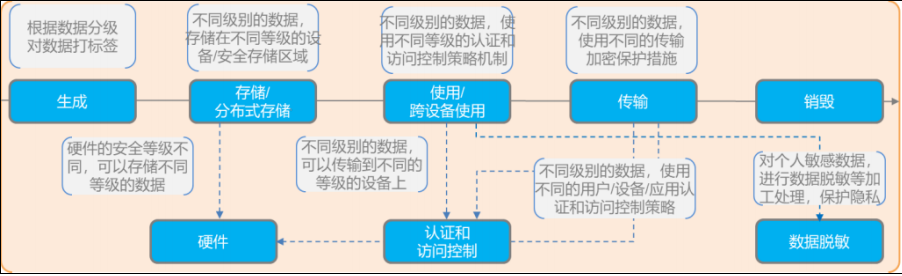 根据数据分级
对数据打标签
不同级别的数据，
存储在不同等级的设
备/安全存储区域
不同级别的数据，使
用不同等级的认证和
访问控制策略机制
不同级别的数据，
使用不同的传输
加密保护措施
生成
存储/
分布式存储
使用/
跨设备使用
传输
销毁
硬件的安全等级不
同，可以存储不同
等级的数据
不同级别的数据，
可以传输到不同的
等级的设备上
不同级别的数据，使用
不同的用户/设备/应用认
证和访问控制策略
对个人敏感数据，
进行数据脱敏等加
工处理，保护隐私
硬件
认证和
访问控制
数据脱敏